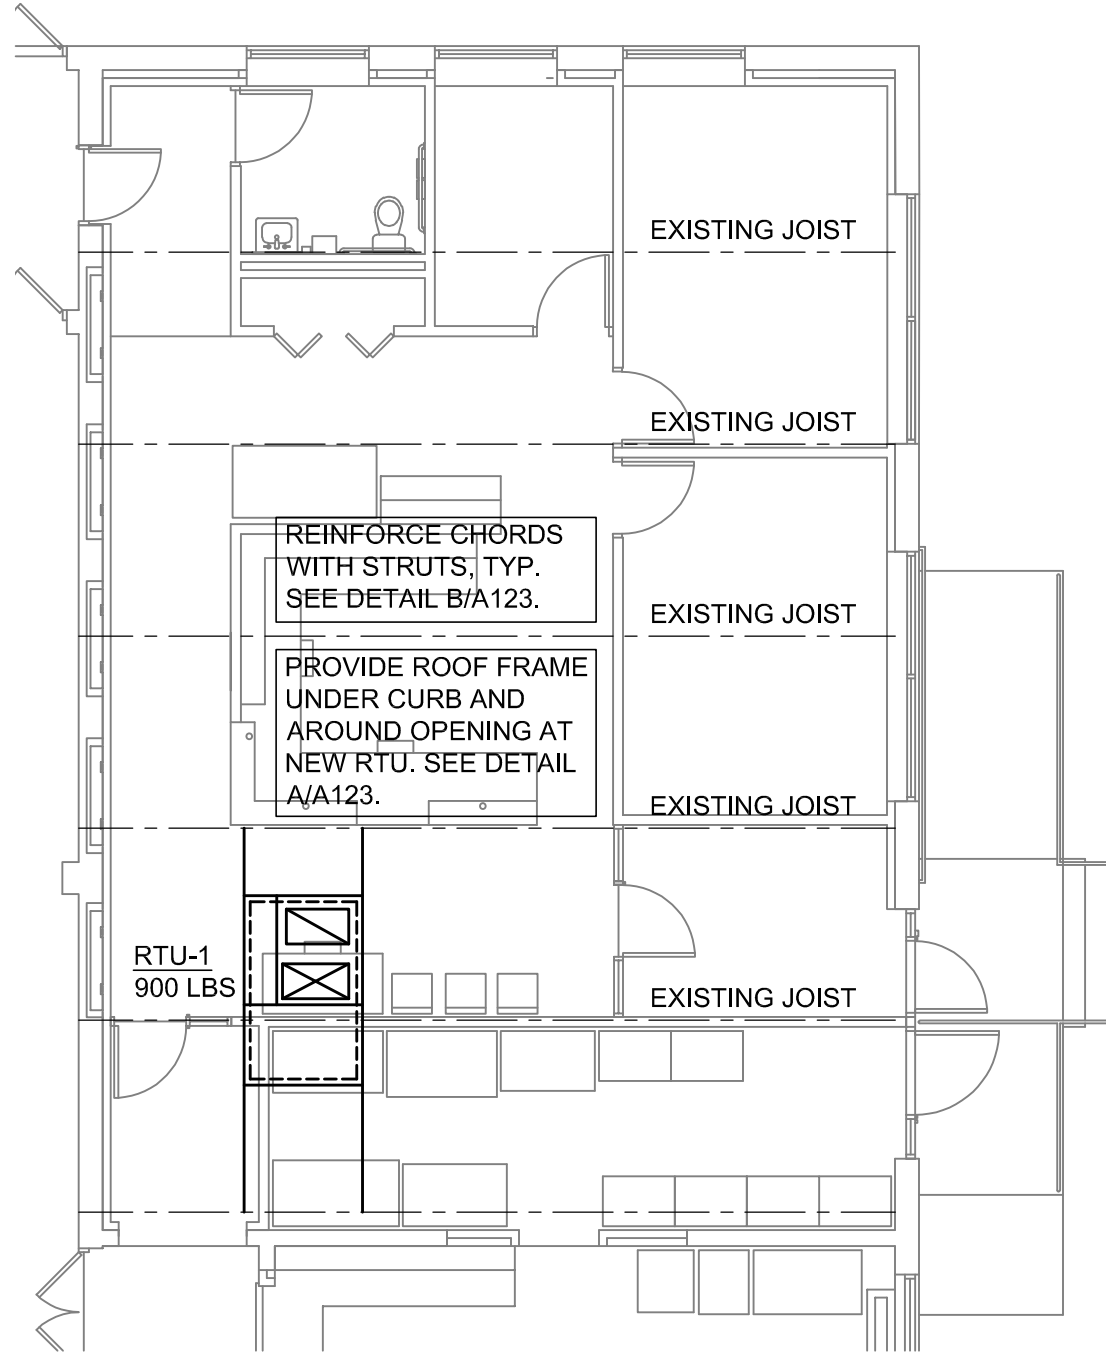 EXISTING JOIST
EXISTING JOIST
REINFORCE CHORDS
WITH STRUTS, TYP.
SEE DETAIL B/A123.
EXISTING JOIST
PROVIDE ROOF FRAME
UNDER CURB AND
AROUND OPENING AT
NEW RTU. SEE DETAIL
A/A123.
EXISTING JOIST
RTU-1
900 LBS
EXISTING JOIST